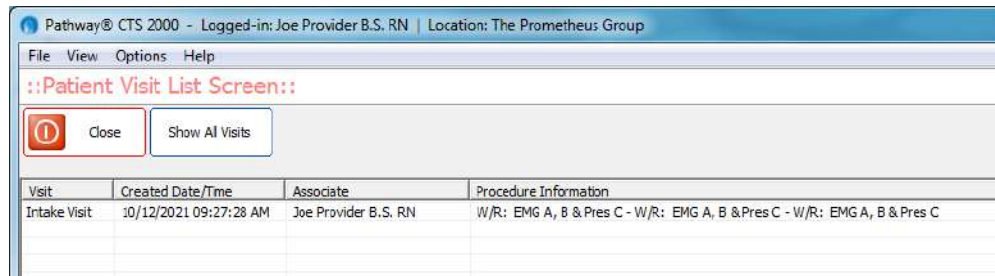 Pathway® CTS 2000 - Logged-in: Joe Provider B.S. RN | Location: The Prometheus Group
File View Options Help
::Patient Visit List Screen::
Close Show All Visits
Visit Created Date/Tme Associate Procedure Information
Intake Visit 10/12/2021 09:27:28 AM Joe Provider B.S. RN W/R: EMG A, B & Pres C - W/R: EMG A, B & Pres C - W/R: EMG A, B & Pres C